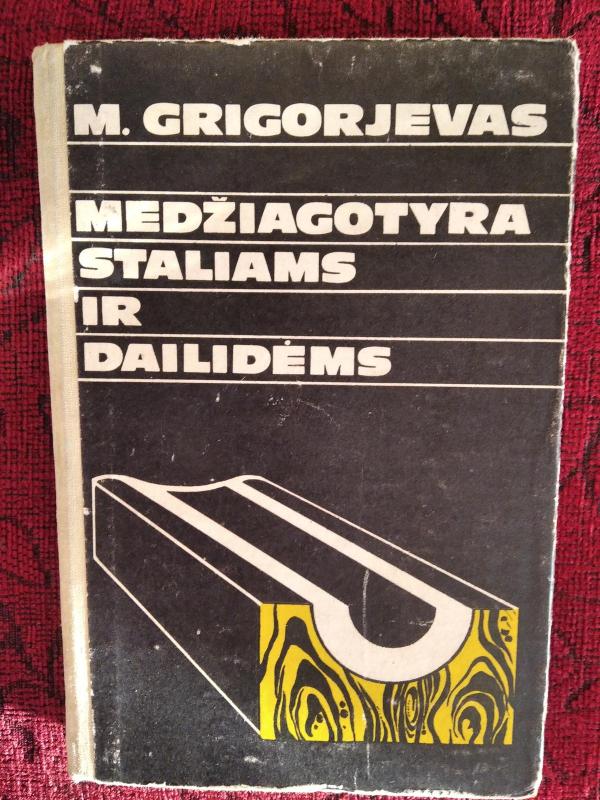 M. GRIGORJEVAS
MEDŽIAGOTYRA
STALIAMS
IR
DAILIDĖMS